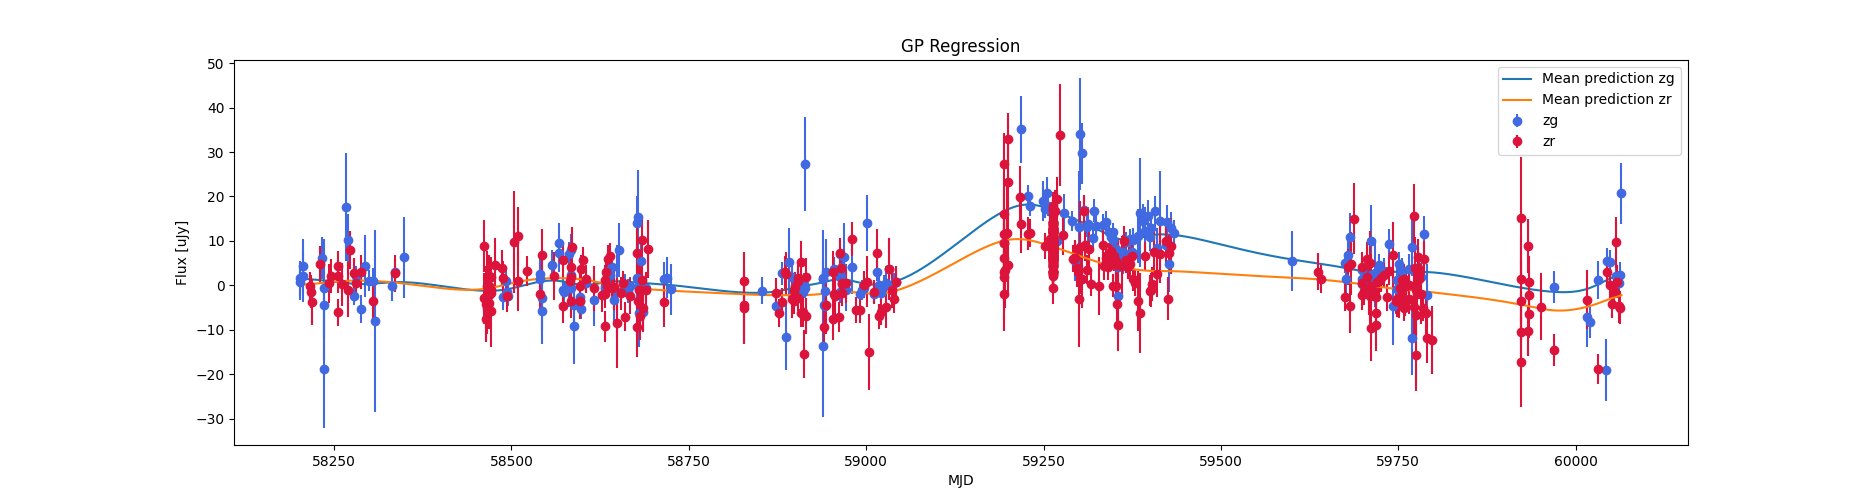 GP Regression
Flux [uJy]
50
40
30
20
10
0
−10
−20
−30
58250
58500
58750
59000
59250
59500
59750
60000
MJD
Mean prediction zg
Mean prediction zr
zg
zr